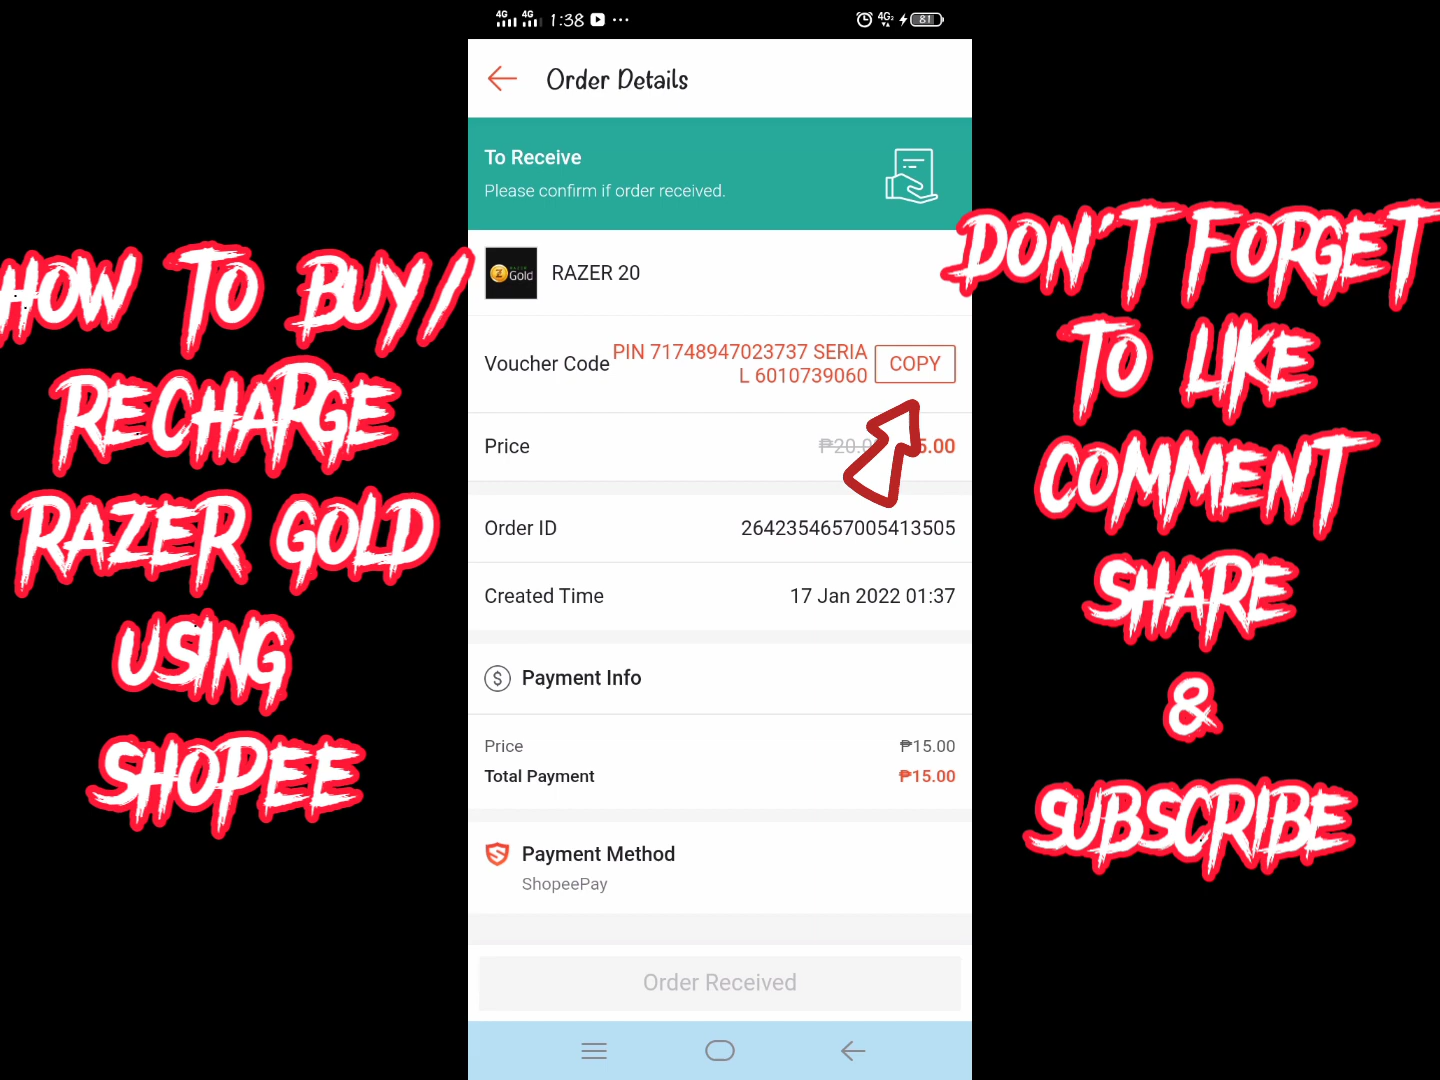 4G 4G 1:38 4G 81
Order Details
To Receive
Please confirm if order received.
Gold RAZER 20
Voucher Code PIN 71748947023737 SERIA
L 6010739060
COPY
Price ₱20.0 5.00
Order ID 2642354657005413505
Created Time 17 Jan 2022 01:37
Payment Info
Price ₱15.00
Total Payment ₱15.00
Payment Method
ShopeePay
Order Received
HOW TO BUY/
RECHARGE
RAZER GOLD
USING
SHOPEE
DON'T FORGET
TO LIKE
COMMENT
SHARE
&
SUBSCRIBE